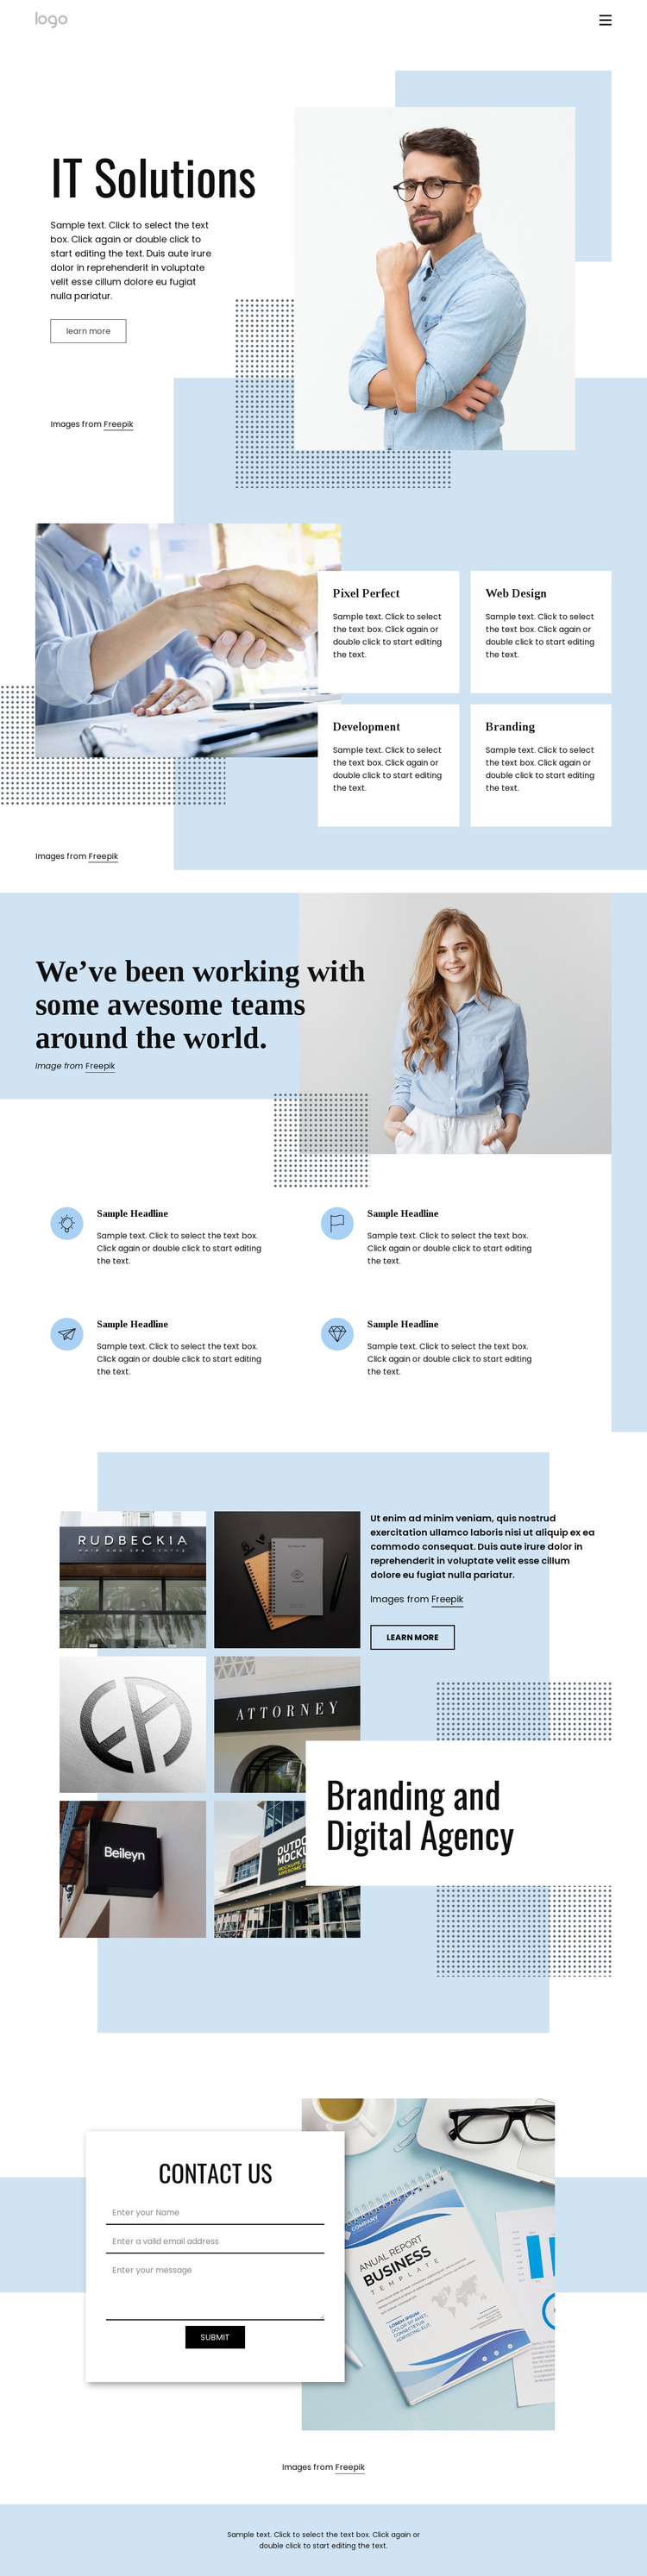 logo
IT Solutions
Sample text. Click to select the text
box. Click again or double click to
start editing the text. Duis aute irure
dolor in reprehenderit in voluptate
velit esse cillum dolore eu fugiat
nulla pariatur.
learn more
Images from Freepik
Pixel Perfect
Sample text. Click to select
the text box. Click again or
double click to start editing
the text.
Web Design
Sample text. Click to select
the text box. Click again or
double click to start editing
the text.
Development
Sample text. Click to select
the text box. Click again or
double click to start editing
the text.
Branding
Sample text. Click to select
the text box. Click again or
double click to start editing
the text.
Images from Freepik
We’ve been working with
some awesome teams
around the world.
Image from Freepik
Sample Headline
Sample text. Click to select the text box.
Click again or double click to start editing
the text.
Sample Headline
Sample text. Click to select the text box.
Click again or double click to start editing
the text.
Sample Headline
Sample text. Click to select the text box.
Click again or double click to start editing
the text.
Sample Headline
Sample text. Click to select the text box.
Click again or double click to start editing
the text.
RUDBECKIA
HAIR AND SPA CENTRE
ATTORNEY
Beileyn
Ut enim ad minim veniam, quis nostrud
exercitation ullamco laboris nisi ut aliquip ex ea
commodo consequat. Duis aute irure dolor in
reprehenderit in voluptate velit esse cillum
dolore eu fugiat nulla pariatur.
Images from Freepik
LEARN MORE
Branding and
Digital Agency
CONTACT US
Enter your Name
Enter a valid email address
Enter your message
SUBMIT
COMPANY
ANUAL REPORT
BUSINESS
TEMPLATE
LOREM IPSUM
DOLOR SIT AMET,
CONSECTETUR
ADIPISCING ELIT
Images from Freepik
Sample text. Click to select the text box. Click again or
double click to start editing the text.